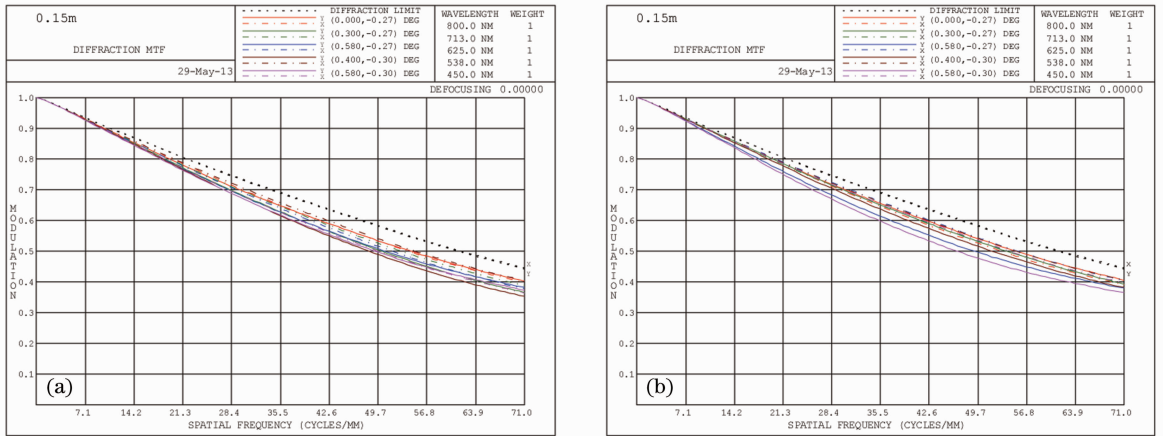 0.15m
DIFFRACTION MTF
29-May-13
DIFFRACTION LIMIT
Y
X (0.000,-0.27) DEG
Y
X (0.300,-0.27) DEG
Y
X (0.580,-0.27) DEG
Y
X (0.400,-0.30) DEG
Y
X (0.580,-0.30) DEG
WAVELENGTH WEIGHT
800.0 NM 1
713.0 NM 1
625.0 NM 1
538.0 NM 1
450.0 NM 1
DEFOCUSING 0.00000
1.0
0.9
0.8
0.7
0.6
0.5
0.4
0.3
0.2
0.1
MODULATION
X
Y
(a)
7.1 14.2 21.3 28.4 35.5 42.6 49.7 56.8 63.9 71.0
SPATIAL FREQUENCY (CYCLES/MM)
0.15m
DIFFRACTION MTF
29-May-13
DIFFRACTION LIMIT
Y
X (0.000,-0.27) DEG
Y
X (0.300,-0.27) DEG
Y
X (0.580,-0.27) DEG
Y
X (0.400,-0.30) DEG
Y
X (0.580,-0.30) DEG
WAVELENGTH WEIGHT
800.0 NM 1
713.0 NM 1
625.0 NM 1
538.0 NM 1
450.0 NM 1
DEFOCUSING 0.00000
1.0
0.9
0.8
0.7
0.6
0.5
0.4
0.3
0.2
0.1
MODULATION
X
Y
(b)
7.1 14.2 21.3 28.4 35.5 42.6 49.7 56.8 63.9 71.0
SPATIAL FREQUENCY (CYCLES/MM)